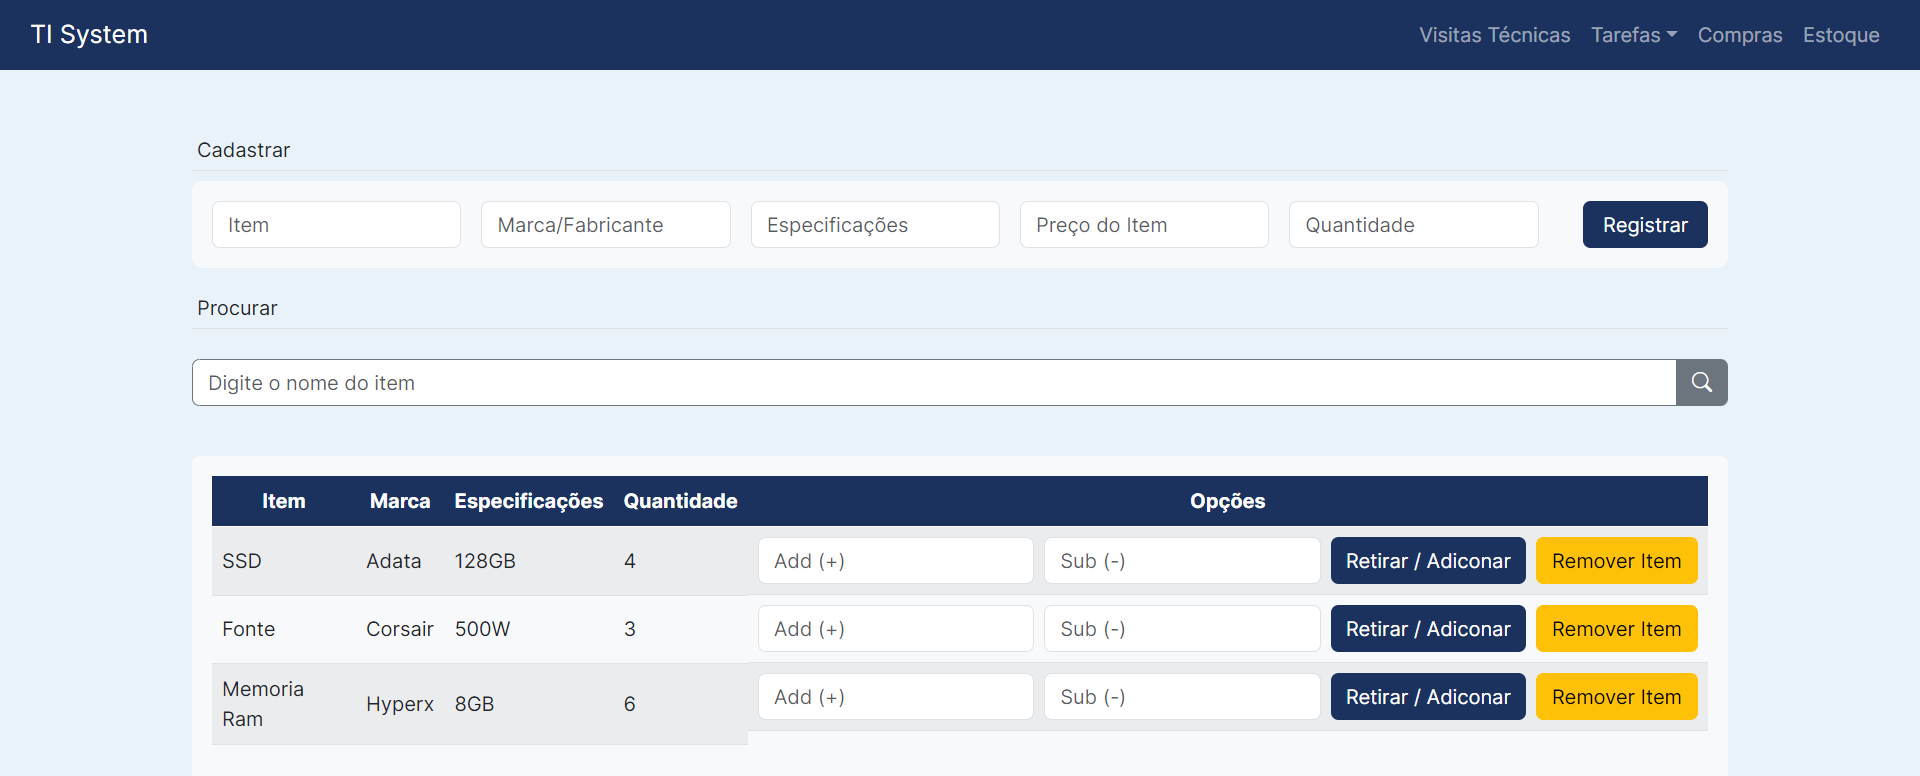 TI System
Visitas Técnicas Tarefas Compras Estoque
Cadastrar
Item Marca/Fabricante Especificações Preço do Item Quantidade Registrar
Procurar
Digite o nome do item
Item Marca Especificações Quantidade Opções
SSD Adata 128GB 4 Add (+) Sub (-) Retirar / Adiconar Remover Item
Fonte Corsair 500W 3 Add (+) Sub (-) Retirar / Adiconar Remover Item
Memoria
Ram Hyperx 8GB 6 Add (+) Sub (-) Retirar / Adiconar Remover Item